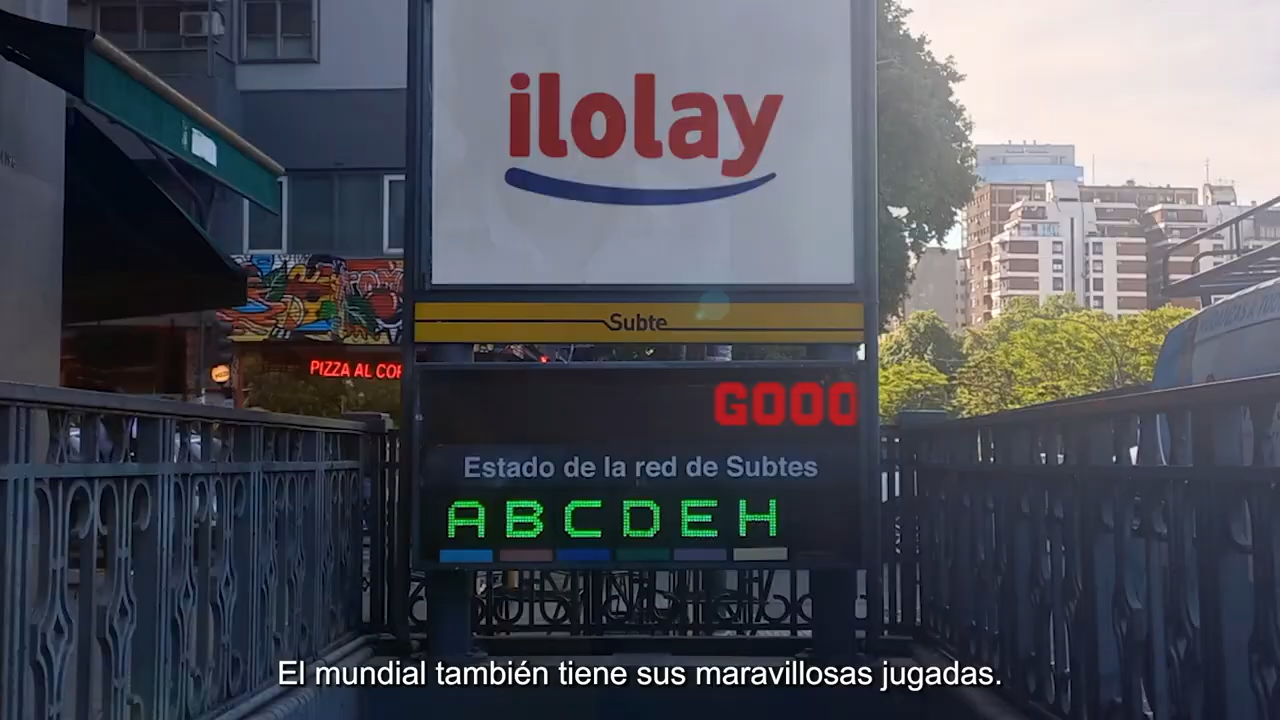 ilolay
Subte
PIZZA AL COR
GOOO
Estado de la red de Subtes
A B C D E H
El mundial también tiene sus maravillosas jugadas.